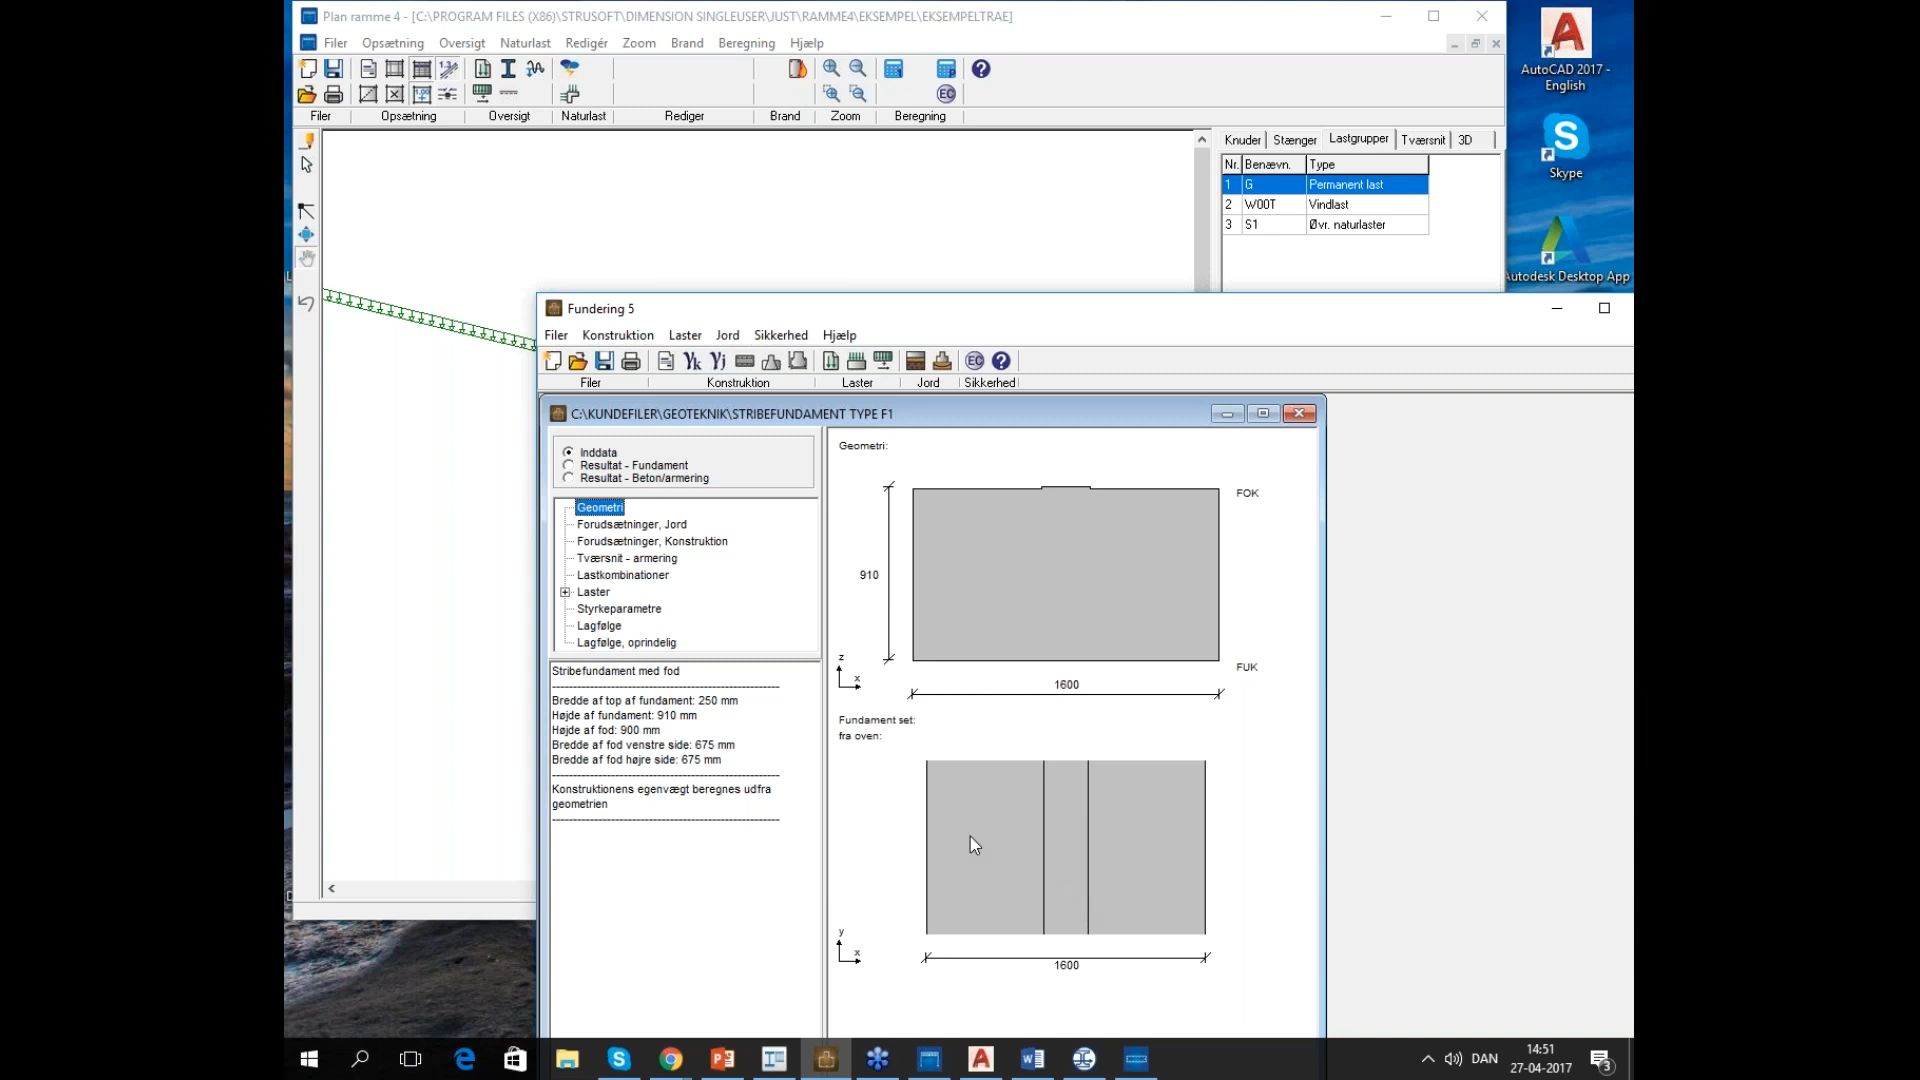 Plan ramme 4 - [C:\PROGRAM FILES (X86)\STRUSOFT\DIMENSION SINGLEUSER\JUST\RAMME4\EKSEMPEL\EKSEMPELTRAE]
Filer Opsætning Oversigt Naturlast Redigér Zoom Brand Beregning Hjælp
EC
Filer Opsætning Oversigt Naturlast Rediger Brand Zoom Beregning
Knuder Stænger Lastgrupper Tværsnit 3D
Nr. Benævn. Type
1 G Permanent last
2 W00T Vindlast
3 S1 Øvr. naturlaster
AutoCAD 2017 -
English
Skype
Autodesk Desktop App
Fundering 5
Filer Konstruktion Laster Jord Sikkerhed Hjælp
γk γj EC
Filer Konstruktion Laster Jord Sikkerhed
C:\KUNDEFILER\GEOTEKNIK\STRIBEFUNDAMENT TYPE F1
Inddata
Resultat - Fundament
Resultat - Beton/armering
Geometri
Forudsætninger, Jord
Forudsætninger, Konstruktion
Tværsnit - armering
Lastkombinationer
Laster
Styrkeparametre
Lagfølge
Lagfølge, oprindelig
Stribefundament med fod
Bredde af top af fundament: 250 mm
Højde af fundament: 910 mm
Højde af fod: 900 mm
Bredde af fod venstre side: 675 mm
Bredde af fod højre side: 675 mm
Konstruktionens egenvægt beregnes udfra
geometrien
Geometri:
FOK
910
FUK
z
x
1600
Fundament set:
fra oven:
y
x
1600
DAN
14:51
27-04-2017
3